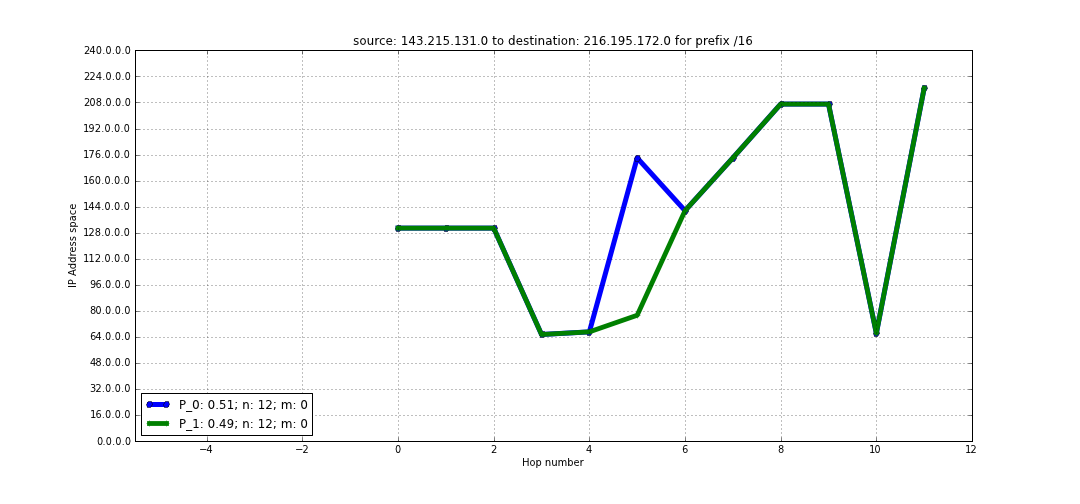 source: 143.215.131.0 to destination: 216.195.172.0 for prefix /16
240.0.0.0
224.0.0.0
208.0.0.0
192.0.0.0
176.0.0.0
160.0.0.0
144.0.0.0
128.0.0.0
112.0.0.0
96.0.0.0
80.0.0.0
64.0.0.0
48.0.0.0
32.0.0.0
16.0.0.0
0.0.0.0
IP Address space
P_0: 0.51; n: 12; m: 0
P_1: 0.49; n: 12; m: 0
−4 −2 0 2 4 6 8 10 12
Hop number